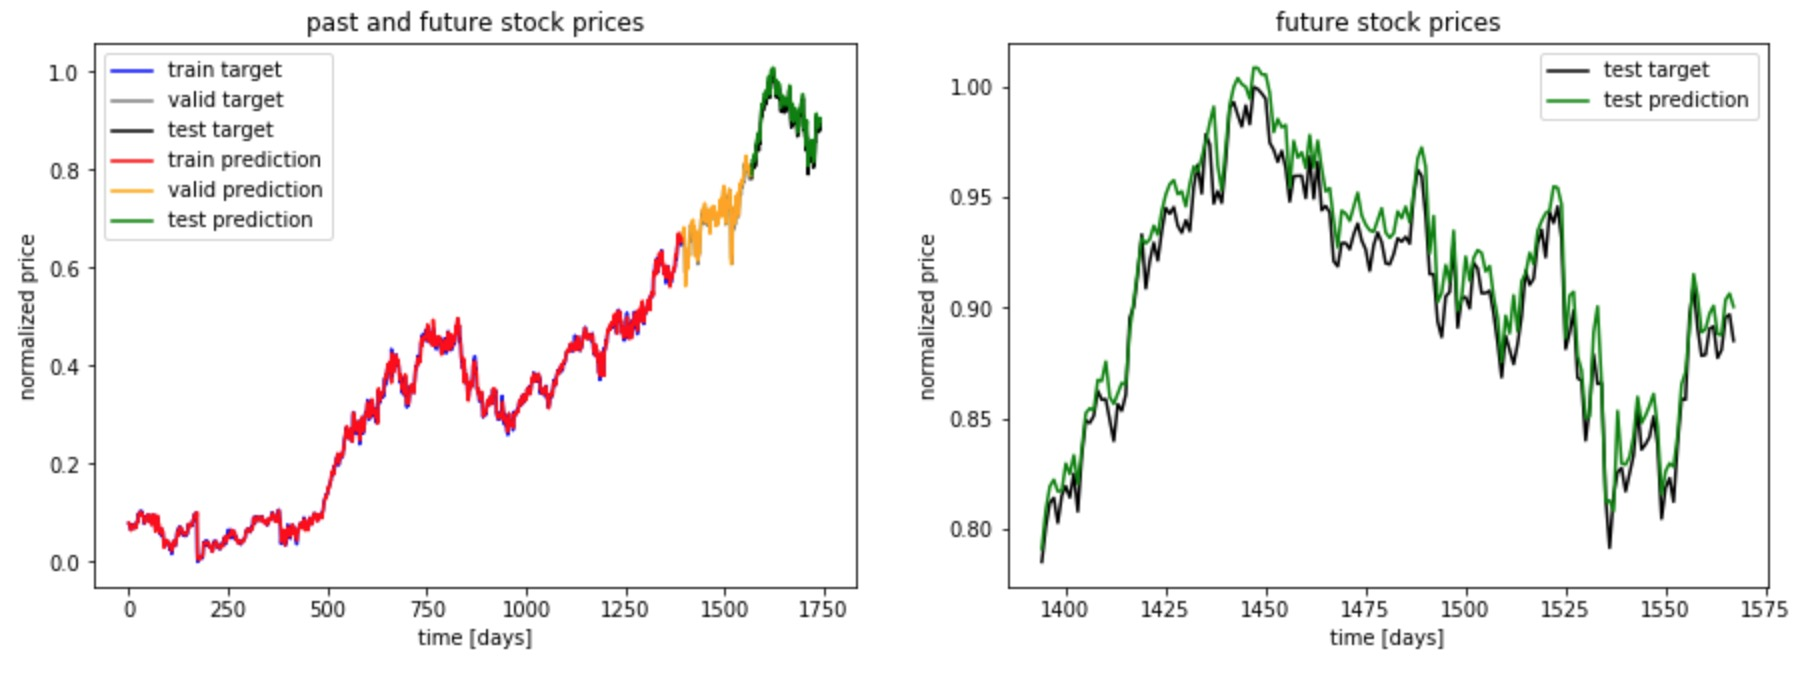 past and future stock prices
train target
valid target
test target
train prediction
valid prediction
test prediction
normalized price
1.0
0.8
0.6
0.4
0.2
0.0
0 250 500 750 1000 1250 1500 1750
time [days]
future stock prices
test target
test prediction
normalized price
1.00
0.95
0.90
0.85
0.80
1400 1425 1450 1475 1500 1525 1550 1575
time [days]